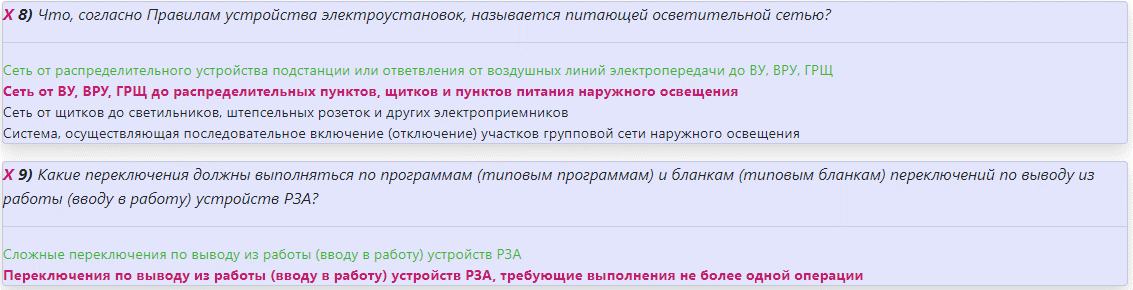 X 8) Что, согласно Правилам устройства электроустановок, называется питающей осветительной сетью?
Сеть от распределительного устройства подстанции или ответвления от воздушных линий электропередачи до ВУ, ВРУ, ГРЩ
Сеть от ВУ, ВРУ, ГРЩ до распределительных пунктов, щитков и пунктов питания наружного освещения
Сеть от щитков до светильников, штепсельных розеток и других электроприемников
Система, осуществляющая последовательное включение (отключение) участков групповой сети наружного освещения
X 9) Какие переключения должны выполняться по программам (типовым программам) и бланкам (типовым бланкам) переключений по выводу из
работы (вводу в работу) устройств РЗА?
Сложные переключения по выводу из работы (вводу в работу) устройств РЗА
Переключения по выводу из работы (вводу в работу) устройств РЗА, требующие выполнения не более одной операции